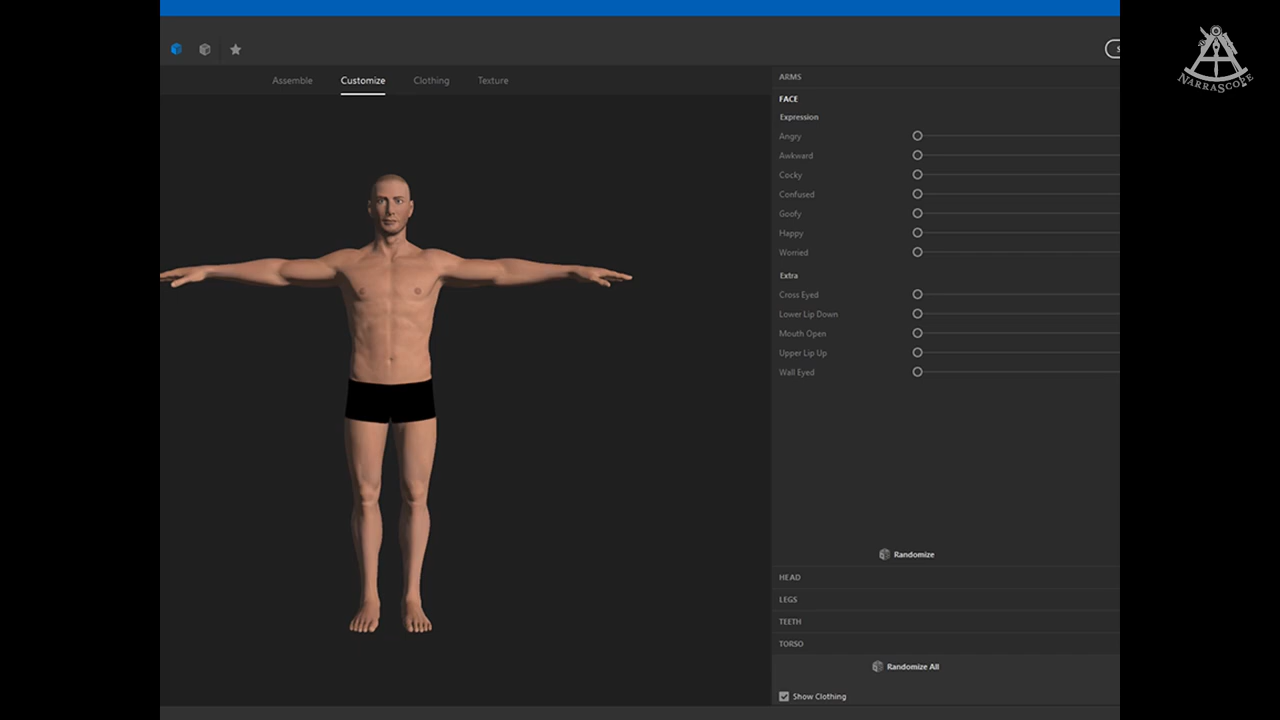 NARRASCOPE
S
Assemble Customize Clothing Texture
ARMS
FACE
Expression
Angry
Awkward
Cocky
Confused
Goofy
Happy
Worried
Extra
Cross Eyed
Lower Lip Down
Mouth Open
Upper Lip Up
Wall Eyed
Randomize
HEAD
LEGS
TEETH
TORSO
Randomize All
Show Clothing